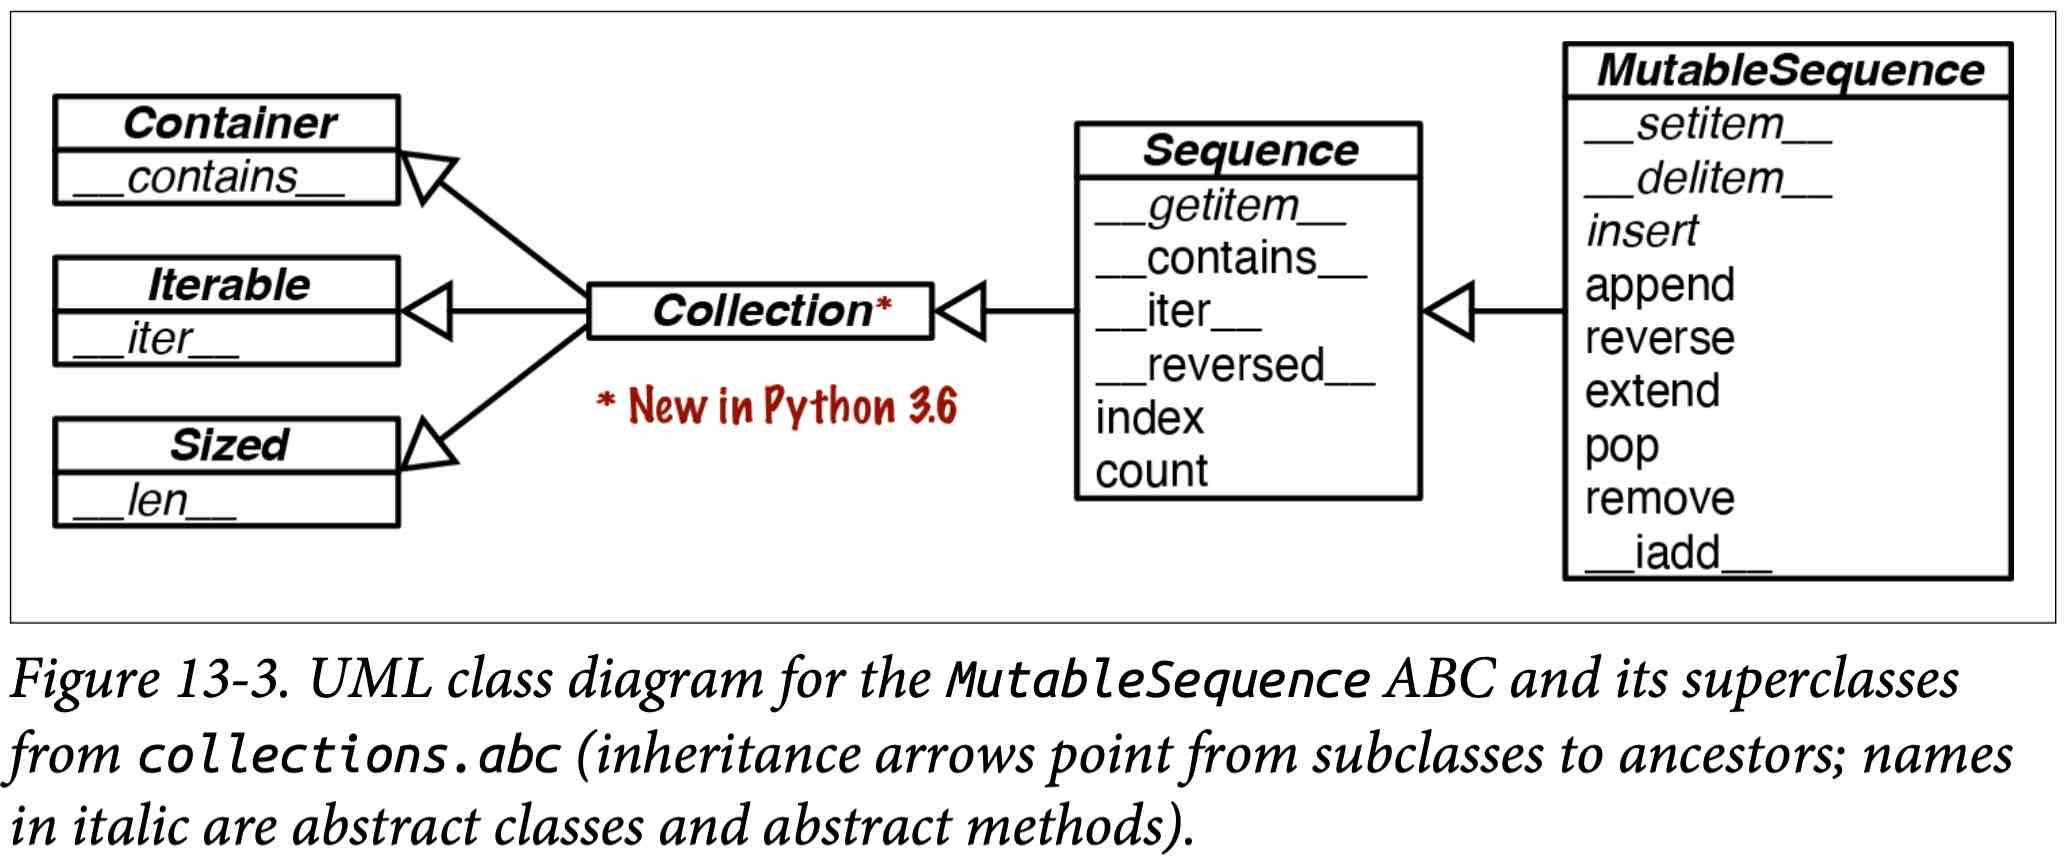 Container
__contains__
Iterable
__iter__
Sized
__len__
Collection*
* New in Python 3.6
Sequence
__getitem__
__contains__
__iter__
__reversed__
index
count
MutableSequence
__setitem__
__delitem__
insert
append
reverse
extend
pop
remove
__iadd__
Figure 13-3. UML class diagram for the MutableSequence ABC and its superclasses
from collections.abc (inheritance arrows point from subclasses to ancestors; names
in italic are abstract classes and abstract methods).